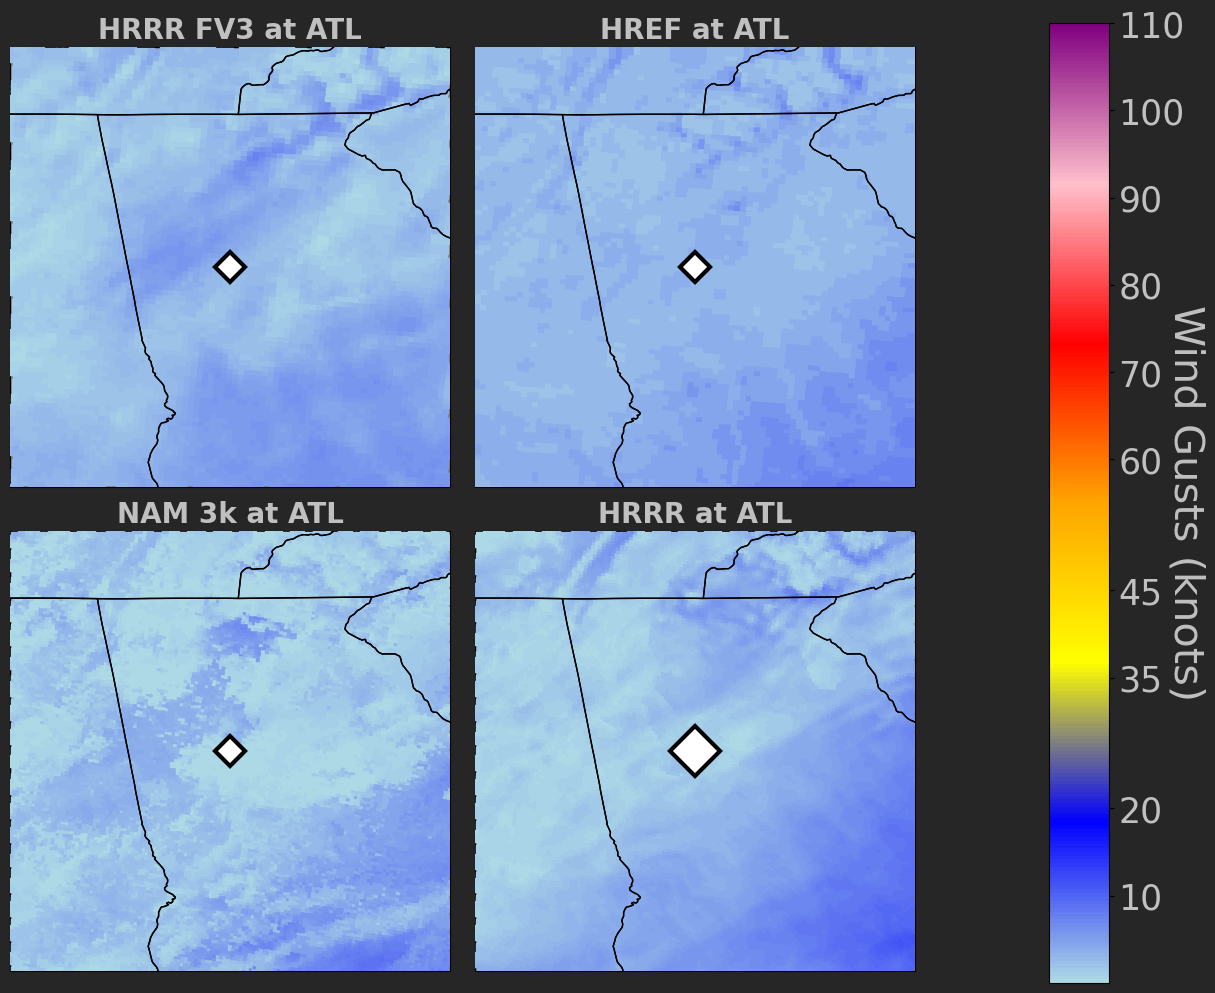 HRRR FV3 at ATL
HREF at ATL
NAM 3k at ATL
HRRR at ATL
110
100
90
80
70
60
45
35
20
10
Wind Gusts (knots)